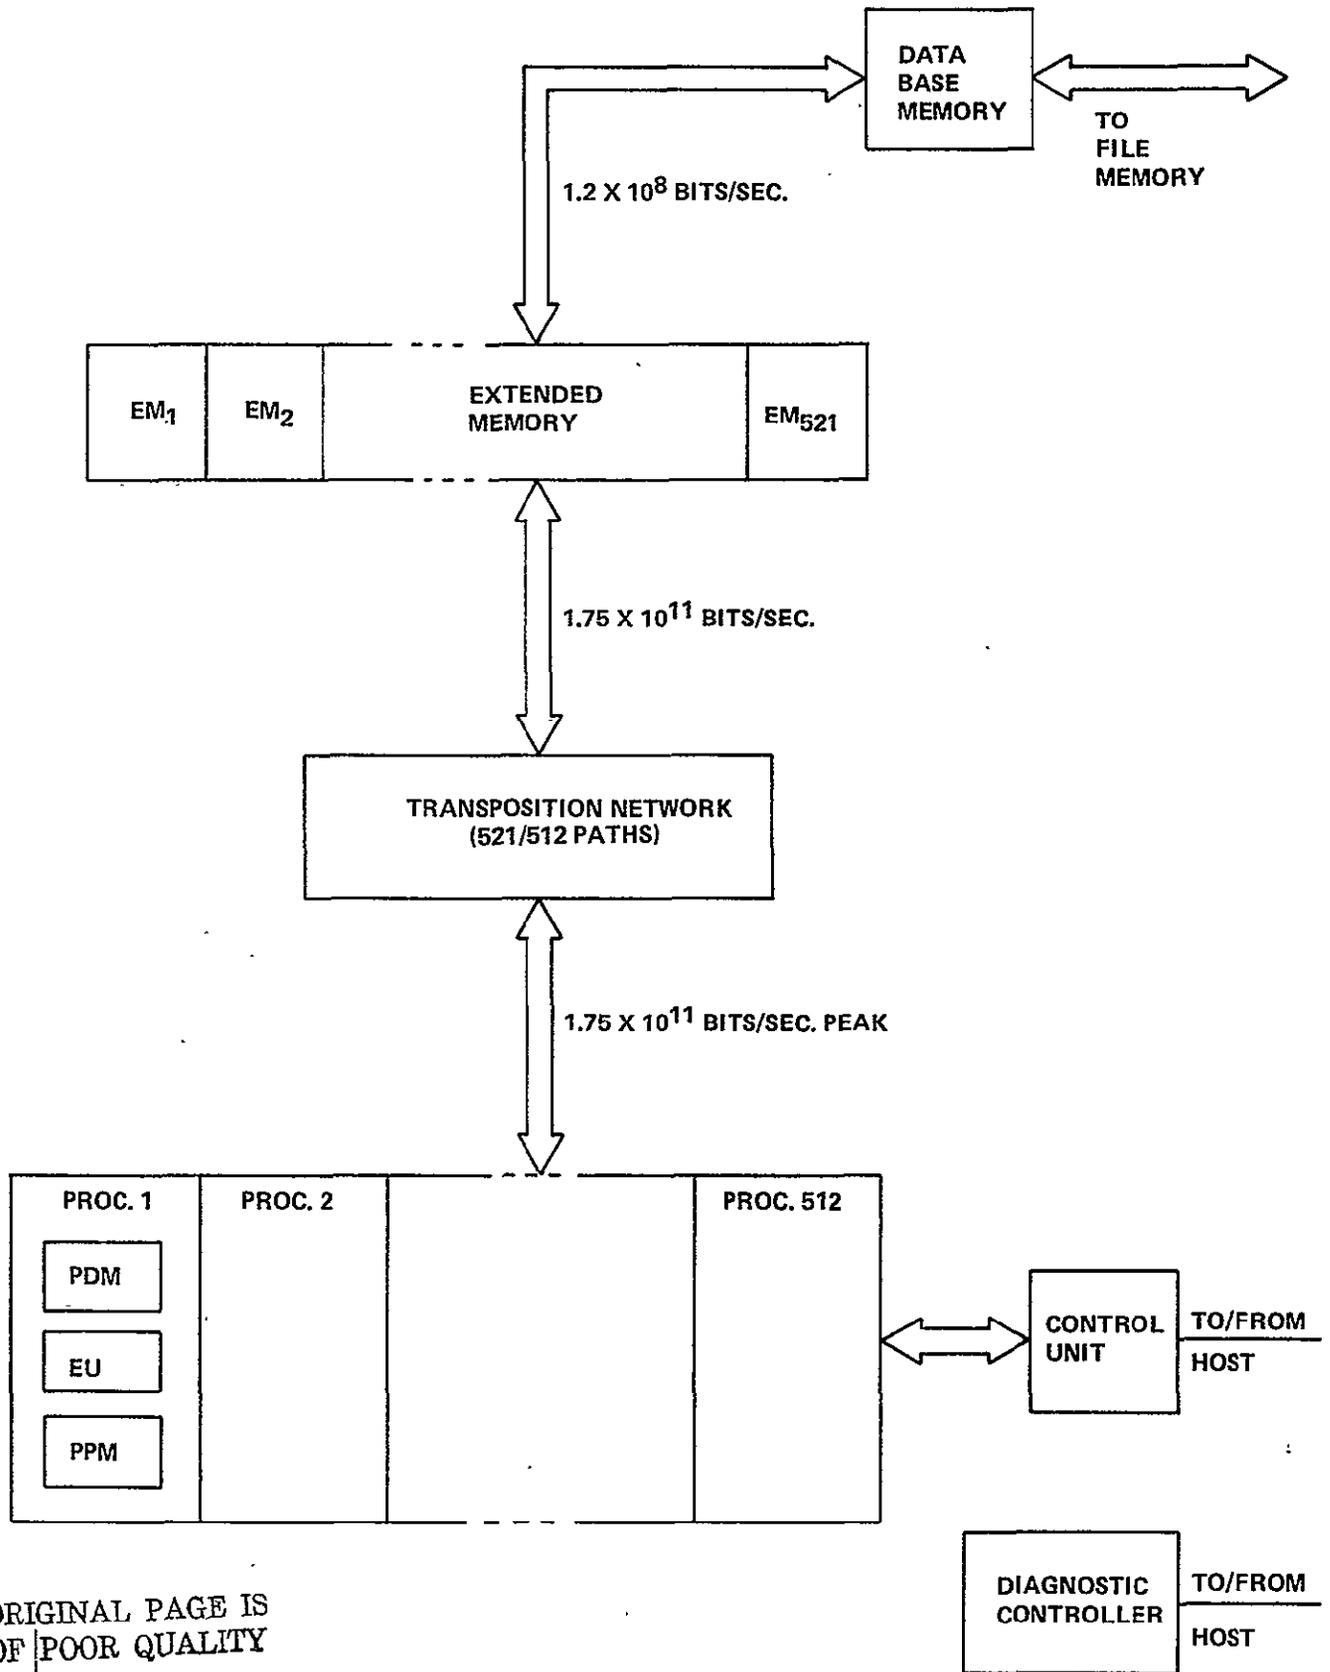 DATA
BASE
MEMORY
TO
FILE
MEMORY
1.2 X 10⁸ BITS/SEC.
EM₁
EM₂
EXTENDED
MEMORY
EM₅₂₁
1.75 X 10¹¹ BITS/SEC.
TRANSPOSITION NETWORK
(521/512 PATHS)
1.75 X 10¹¹ BITS/SEC. PEAK
PROC. 1
PROC. 2
PROC. 512
PDM
EU
PPM
CONTROL
UNIT
TO/FROM
HOST
DIAGNOSTIC
CONTROLLER
TO/FROM
HOST
ORIGINAL PAGE IS
OF POOR QUALITY